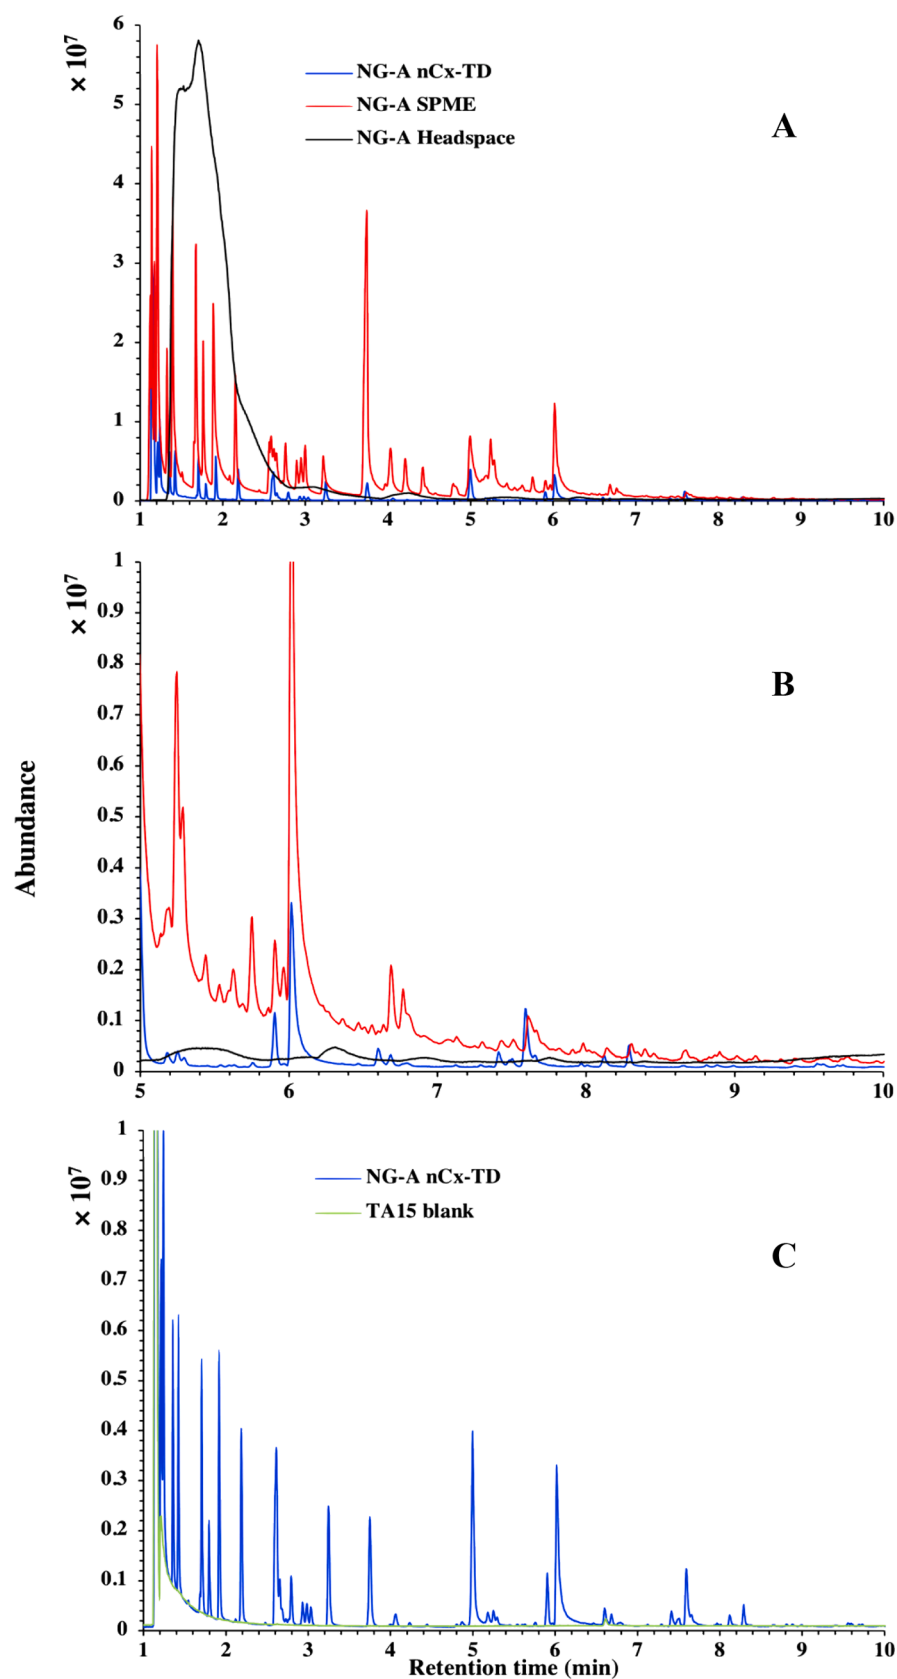 6
× 10⁷
NG-A nCx-TD
5
NG-A SPME
A
NG-A Headspace
4
3
2
1
0
1 2 3 4 5 6 7 8 9 10
1
× 10⁷
0.9
0.8
B
0.7
0.6
Abundance
0.5
0.4
0.3
0.2
0.1
0
5 6 7 8 9 10
1
× 10⁷
NG-A nCx-TD
0.9
TA15 blank
0.8
C
0.7
0.6
0.5
0.4
0.3
0.2
0.1
0
1 2 3 4 5 6 7 8 9 10
Retention time (min)